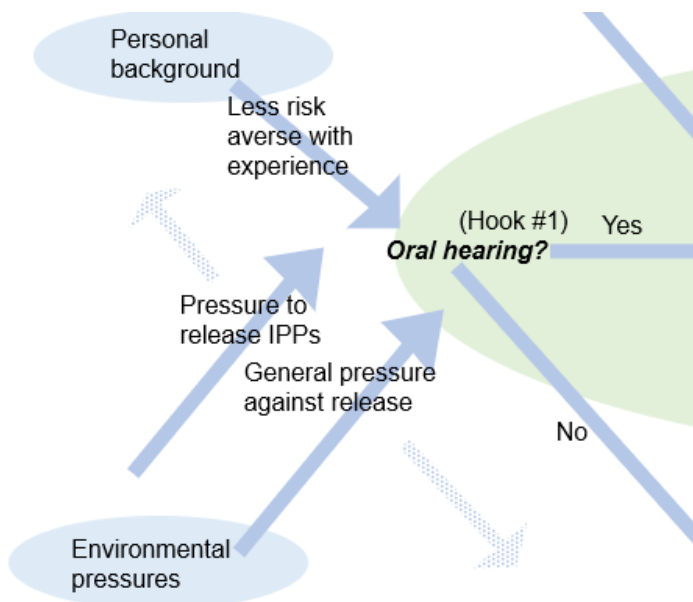 Personal
background
Less risk
averse with
experience
(Hook #1)
Oral hearing?
Yes
Pressure to
release IPPs
General pressure
against release
No
Environmental
pressures